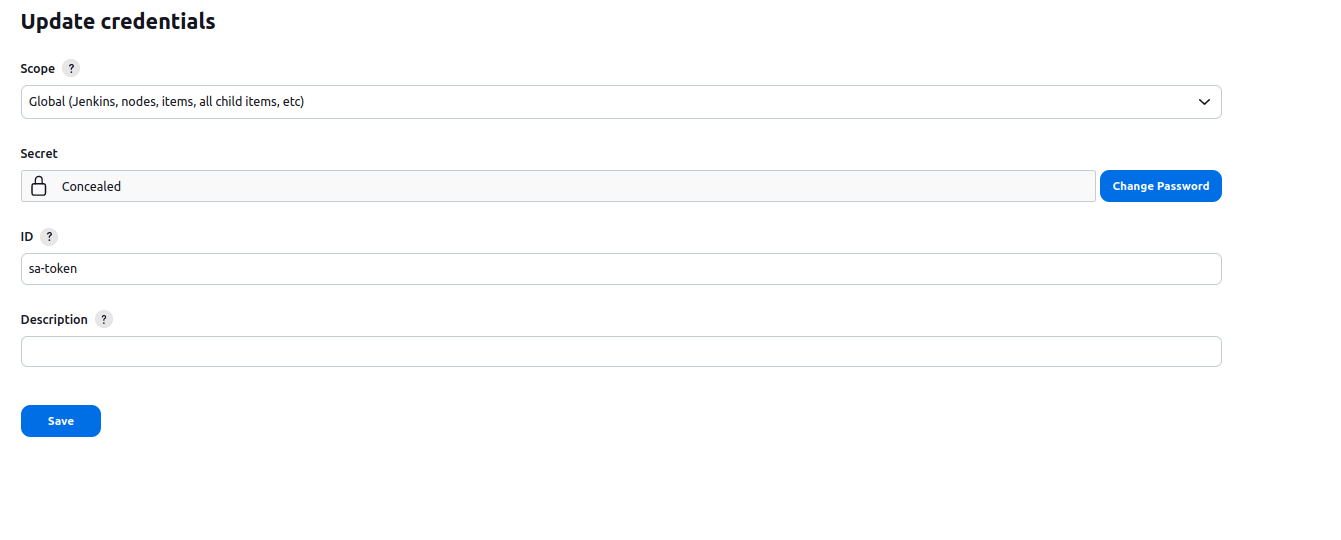 Update credentials
Scope ?
Global (Jenkins, nodes, items, all child items, etc)
Secret
Concealed
Change Password
ID ?
sa-token
Description ?
Save